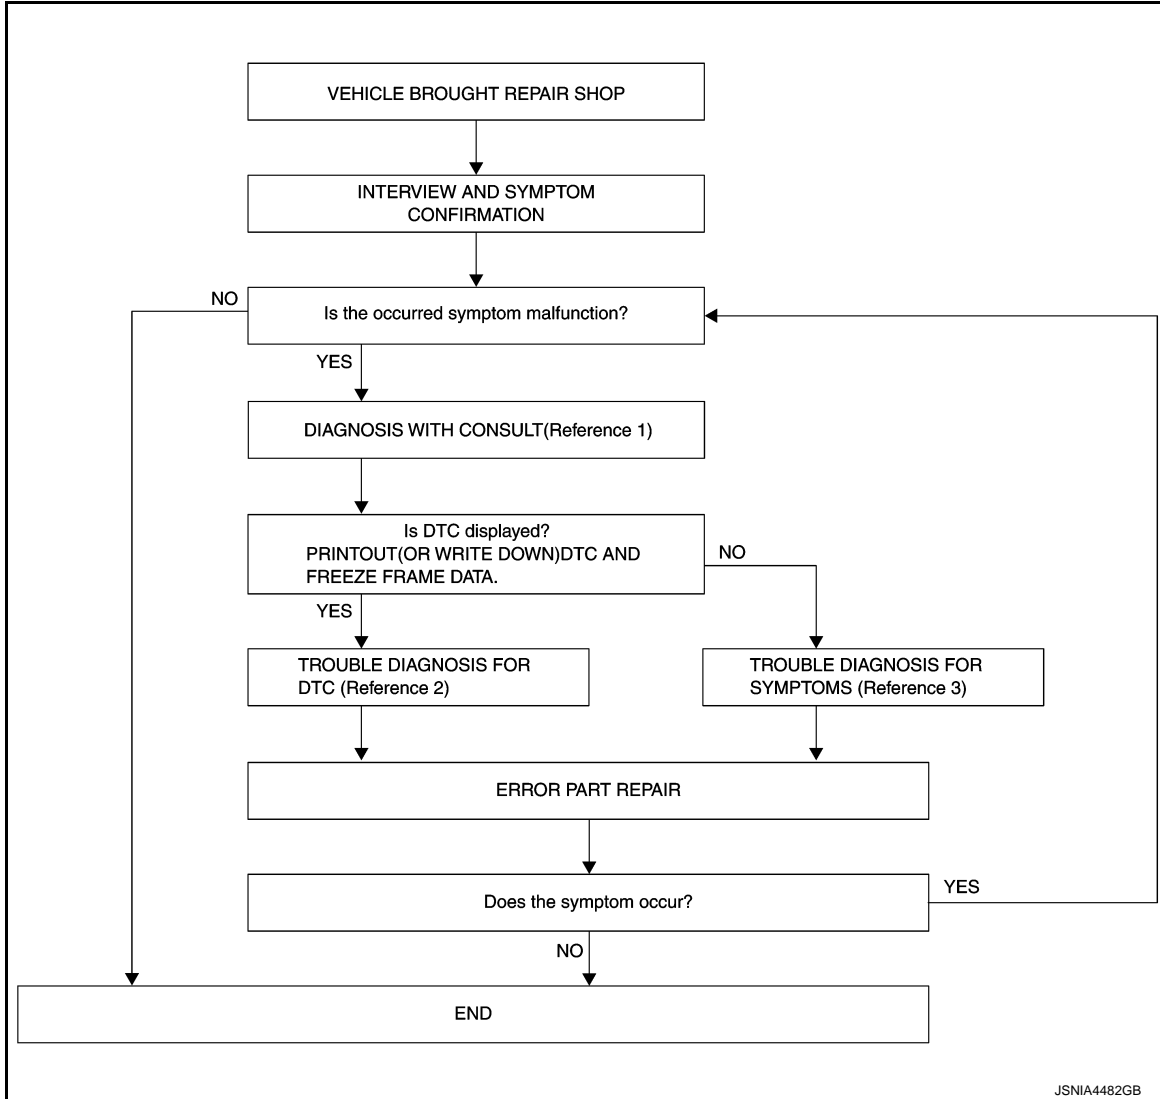 VEHICLE BROUGHT REPAIR SHOP
INTERVIEW AND SYMPTOM
CONFIRMATION
NO
Is the occurred symptom malfunction?
YES
DIAGNOSIS WITH CONSULT(Reference 1)
Is DTC displayed?
PRINTOUT(OR WRITE DOWN)DTC AND
FREEZE FRAME DATA.
NO
YES
TROUBLE DIAGNOSIS FOR
DTC (Reference 2)
TROUBLE DIAGNOSIS FOR
SYMPTOMS (Reference 3)
ERROR PART REPAIR
Does the symptom occur?
YES
NO
END
JSNIA4482GB